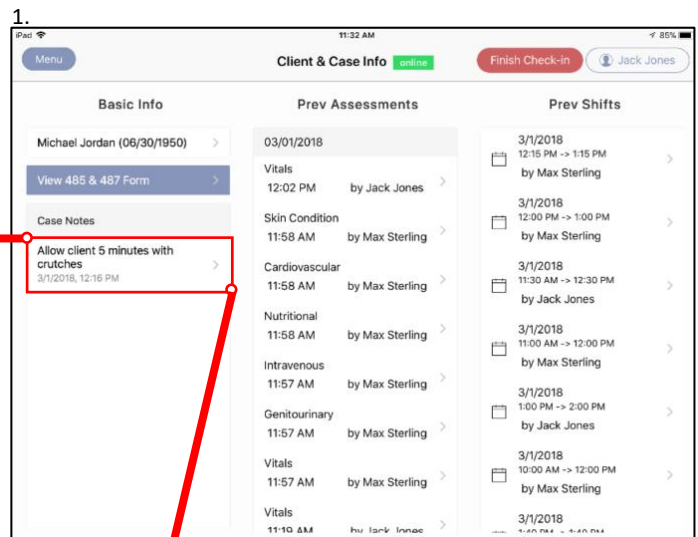 1.
iPad 11:32 AM 85%
Menu Client & Case Info online Finish Check-in Jack Jones
Basic Info
Michael Jordan (06/30/1950)
View 485 & 487 Form
Case Notes
Allow client 5 minutes with
crutches
3/1/2018, 12:16 PM
Prev Assessments
03/01/2018
Vitals
12:02 PM by Jack Jones
Skin Condition
11:58 AM by Max Sterling
Cardiovascular
11:58 AM by Max Sterling
Nutritional
11:58 AM by Max Sterling
Intravenous
11:57 AM by Max Sterling
Genitourinary
11:57 AM by Max Sterling
Vitals
11:57 AM by Max Sterling
Vitals
11:19 AM by Jack Jones
Prev Shifts
3/1/2018
12:15 PM -> 1:15 PM
by Max Sterling
3/1/2018
12:00 PM -> 1:00 PM
by Max Sterling
3/1/2018
11:30 AM -> 12:30 PM
by Jack Jones
3/1/2018
11:00 AM -> 12:00 PM
by Max Sterling
3/1/2018
1:00 PM -> 2:00 PM
by Jack Jones
3/1/2018
10:00 AM -> 12:00 PM
by Max Sterling
3/1/2018